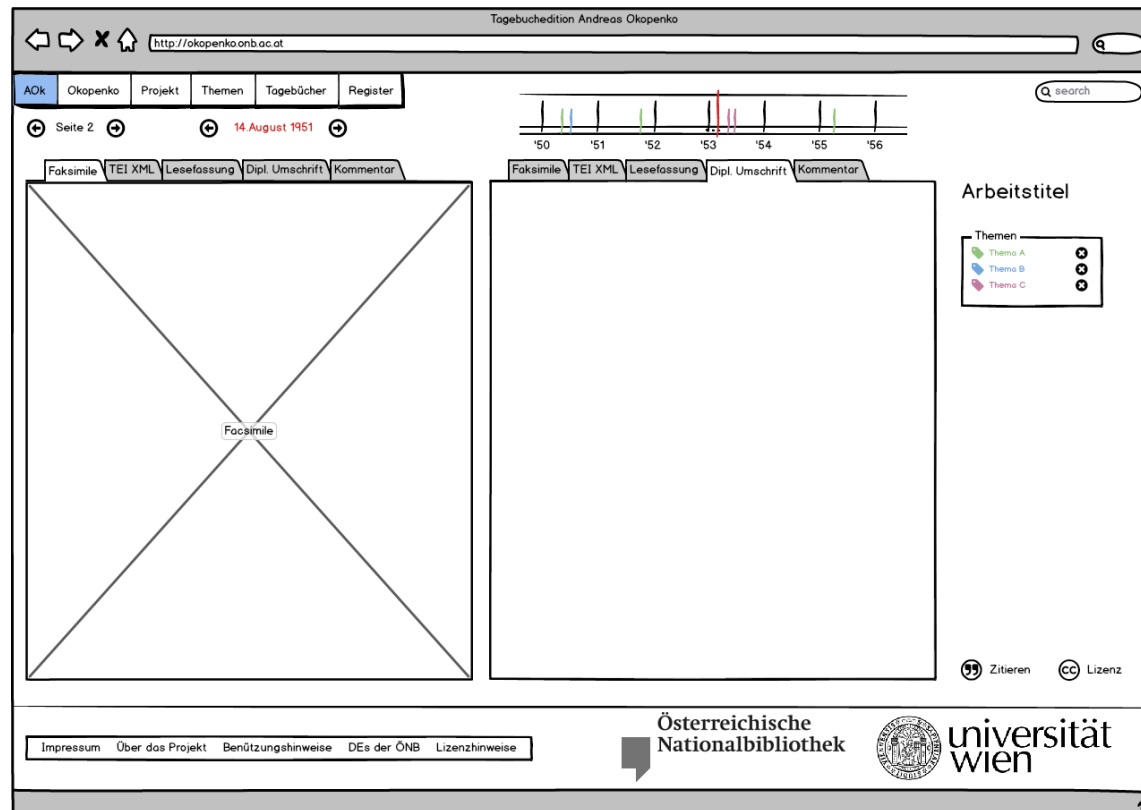 Tagebuchedition Andreas Okopenko
http://okopenko.onb.ac.at
AOk Okopenko Projekt Themen Tagebücher Register
search
Seite 2 14.August 1951
'50 '51 '52 '53 '54 '55 '56
Faksimile TEI XML Lesefassung Dipl. Umschrift Kommentar
Faksimile TEI XML Lesefassung Dipl. Umschrift Kommentar
Arbeitstitel
Themen
Thema A
Thema B
Thema C
Facsimile
Zitieren CC Lizenz
Impressum Über das Projekt Benützungshinweise DEs der ÖNB Lizenzhinweise
Österreichische
Nationalbibliothek
universität
wien